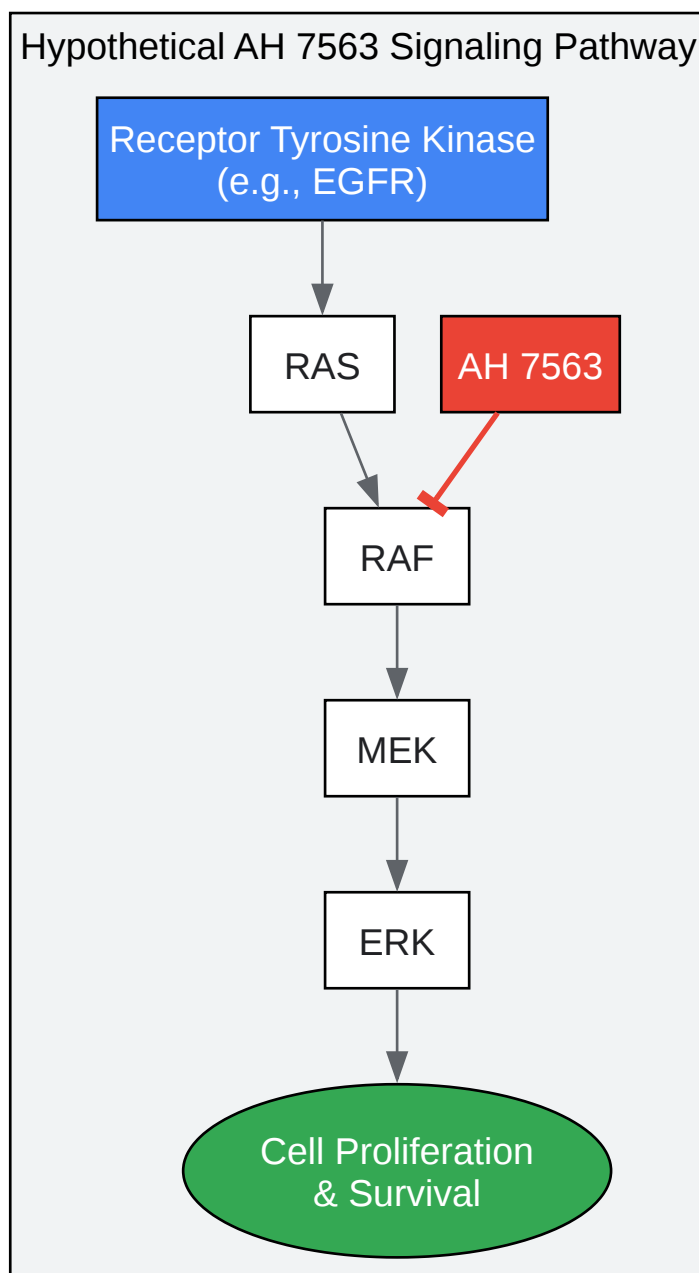 Hypothetical AH 7563 Signaling Pathway
Receptor Tyrosine Kinase
(e.g., EGFR)
RAS
AH 7563
RAF
MEK
ERK
Cell Proliferation
& Survival